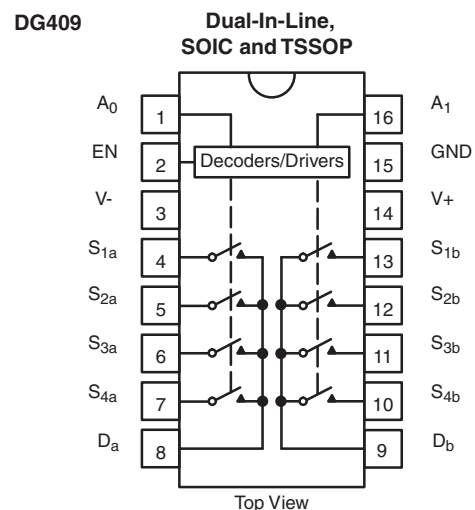 DG409
Dual-In-Line,
SOIC and TSSOP
A0 1 16 A1
EN 2 Decoders/Drivers 15 GND
V- 3 14 V+
S1a 4 13 S1b
S2a 5 12 S2b
S3a 6 11 S3b
S4a 7 10 S4b
Da 8 9 Db
Top View